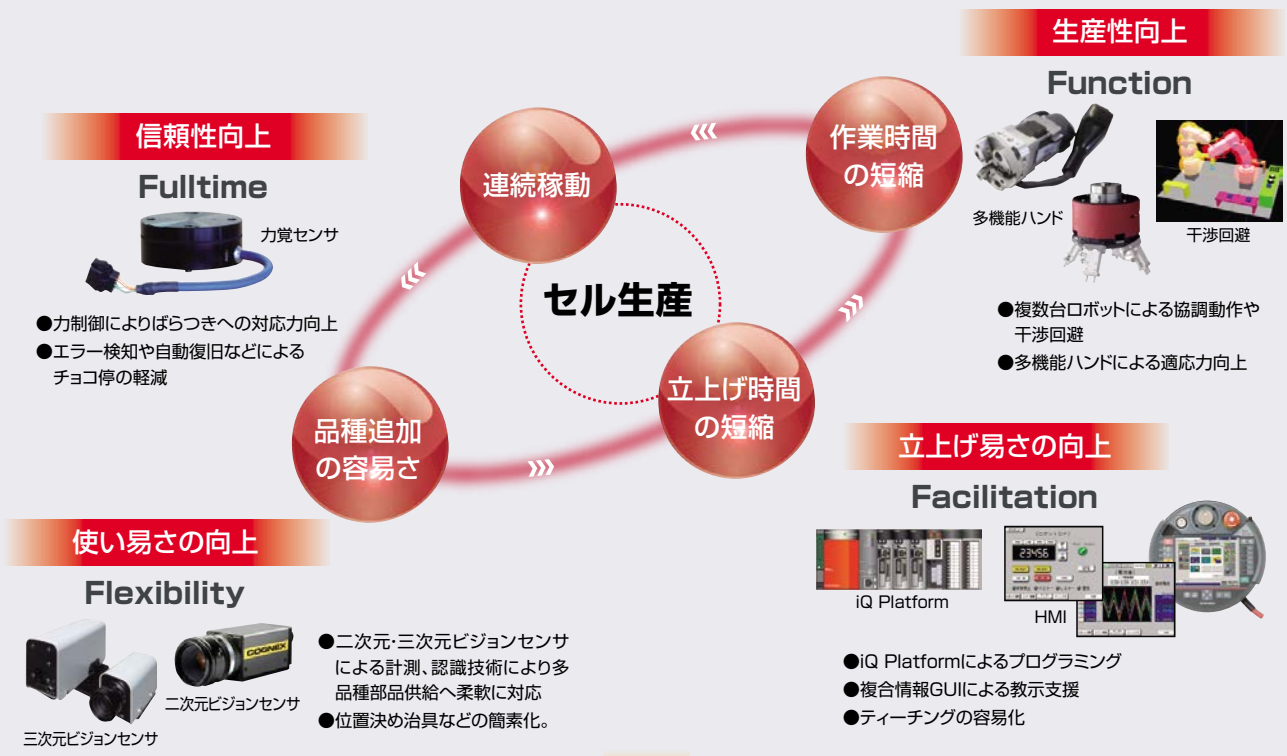 生産性向上
Function
多機能ハンド
干渉回避
●複数台ロボットによる協調動作や
干渉回避
●多機能ハンドによる適応力向上
信頼性向上
Fulltime
力覚センサ
●力制御によりばらつきへの対応力向上
●エラー検知や自動復旧などによる
チョコ停の軽減
連続稼動
作業時間
の短縮
セル生産
品種追加
の容易さ
立上げ時間
の短縮
使い易さの向上
Flexibility
COGNEX
二次元ビジョンセンサ
三次元ビジョンセンサ
●二次元・三次元ビジョンセンサ
による計測、認識技術により多
品種部品供給へ柔軟に対応
●位置決め治具などの簡素化。
立上げ易さの向上
Facilitation
iQ Platform
23456
HMI
●iQ Platformによるプログラミング
●複合情報GUIによる教示支援
●ティーチングの容易化